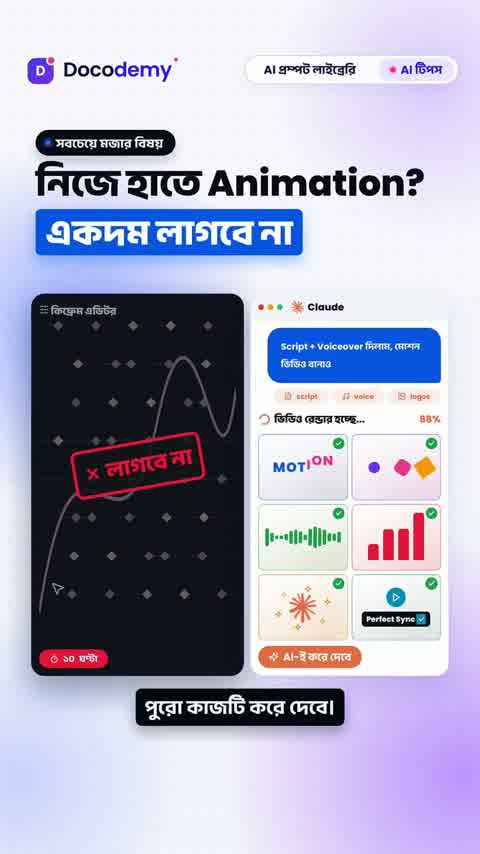 D Docodemy
AI প্রম্পট লাইব্রেরি
AI টিপস
সবচেয়ে মজার বিষয়
নিজে হাতে Animation?
একদম লাগবে না
কিফ্রেম এডিটর
× লাগবে না
১০ ঘণ্টা
Claude
Script + Voiceover দিলাম, মোশন
ভিডিও বানাও
script
voice
logos
ভিডিও রেন্ডার হচ্ছে... 88%
MOTION
Perfect Sync
AI-ই করে দেবে
পুরো কাজটি করে দেবে।